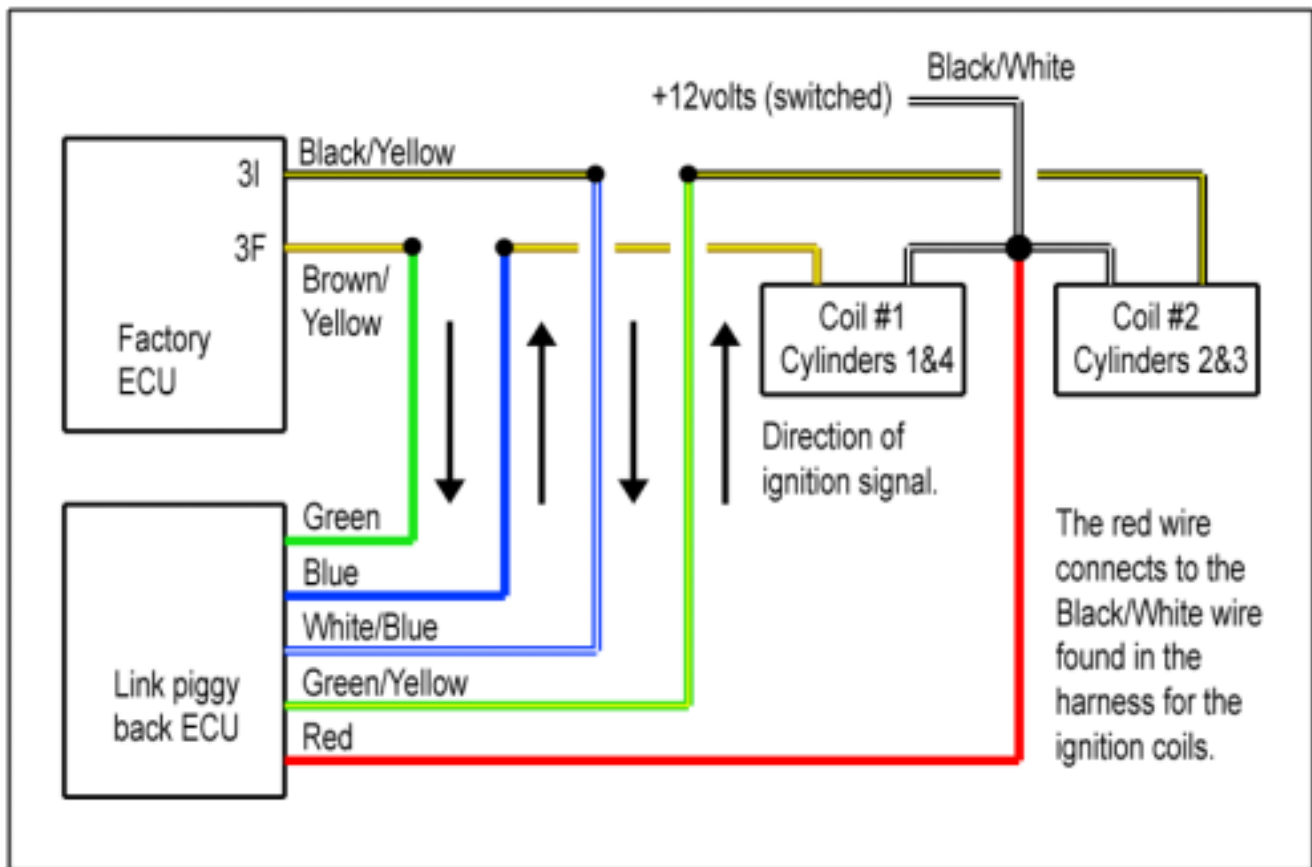 Black/White
+12volts (switched)
3I
Black/Yellow
3F
Brown/
Yellow
Factory
ECU
Coil #1
Cylinders 1&4
Coil #2
Cylinders 2&3
Direction of
ignition signal.
Link piggy
back ECU
Green
Blue
White/Blue
Green/Yellow
Red
The red wire
connects to the
Black/White wire
found in the
harness for the
ignition coils.